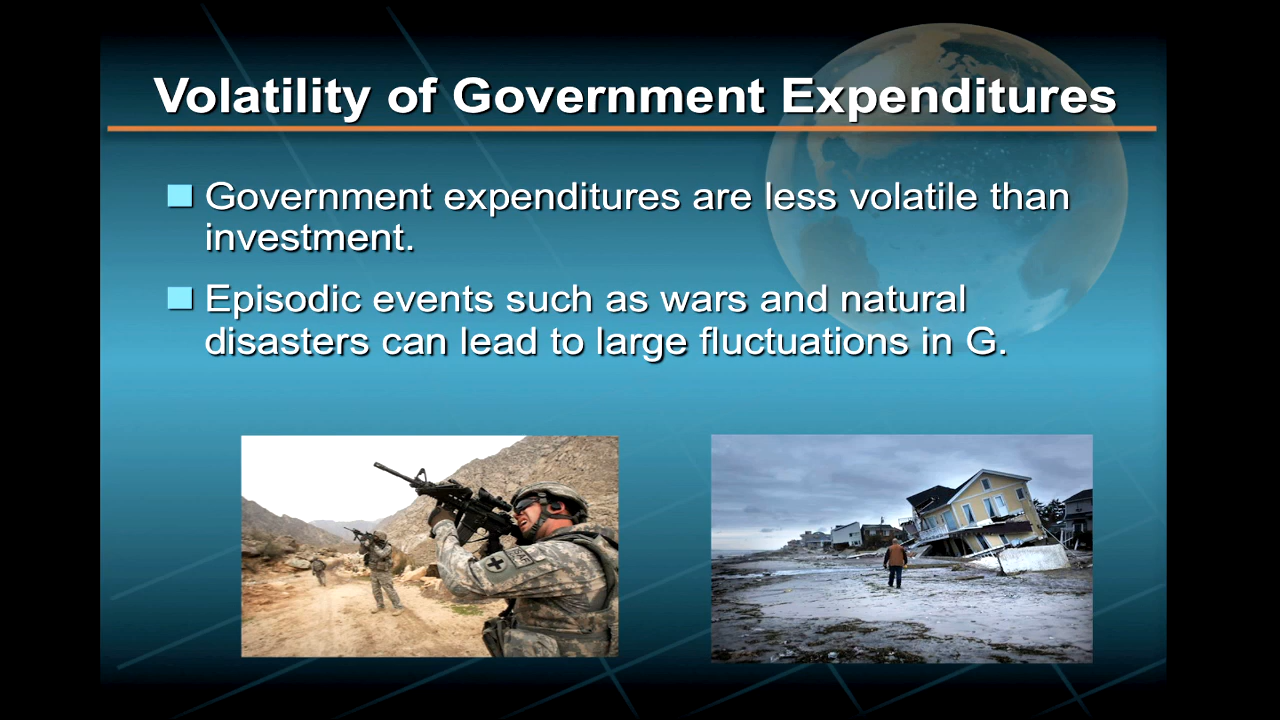 Volatility of Government Expenditures
Government expenditures are less volatile than
investment.
Episodic events such as wars and natural
disasters can lead to large fluctuations in G.